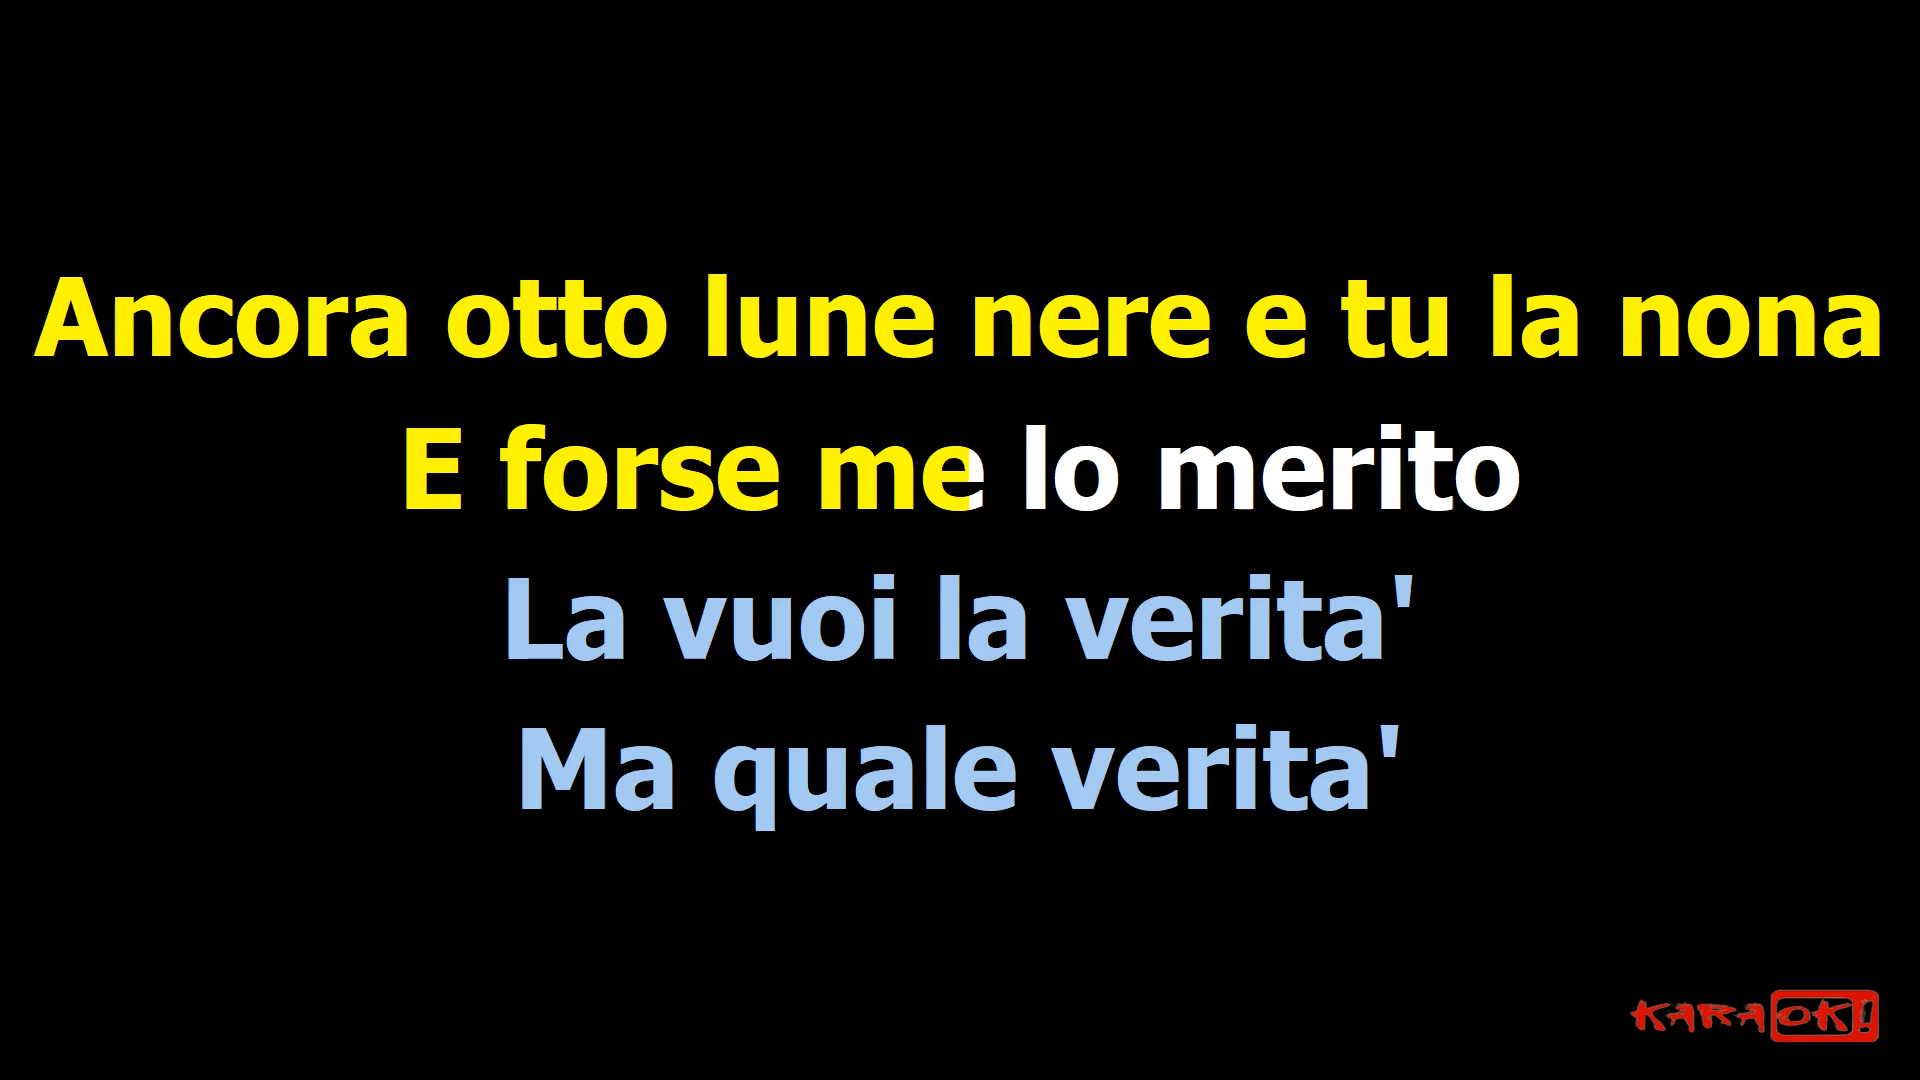 Ancora otto lune nere e tu la nona
E forse me lo merito
La vuoi la verita'
Ma quale verita'
KARAOK!